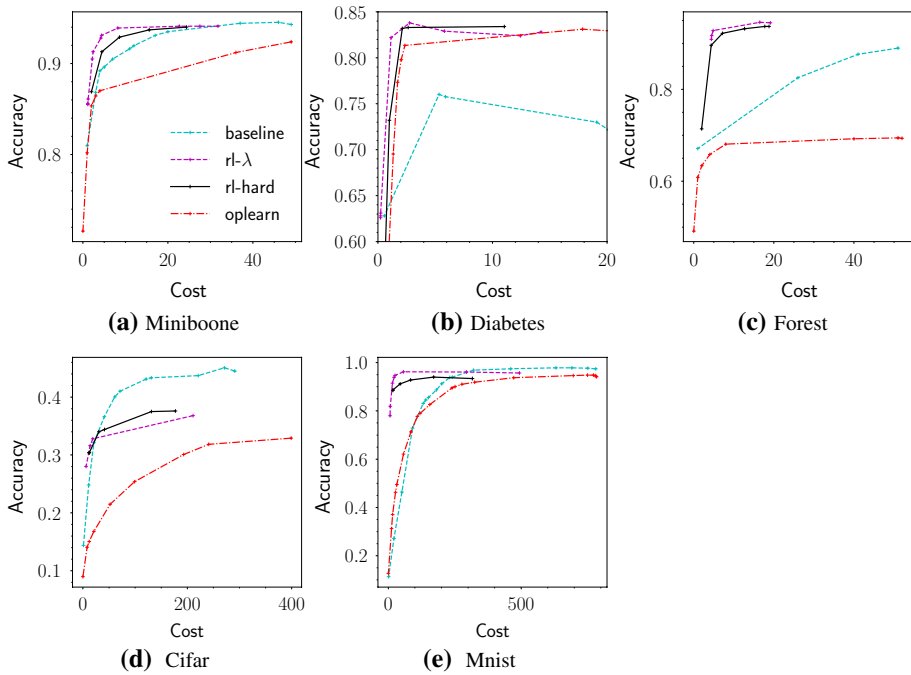 0.9
0.8
Accuracy
0 20 40
Cost
baseline
rl-λ
rl-hard
oplearn
(a) Miniboone
0.85
0.80
0.75
0.70
0.65
0.60
Accuracy
0 10 20
Cost
(b) Diabetes
0.8
0.6
Accuracy
0 20 40
Cost
(c) Forest
0.4
0.3
0.2
0.1
Accuracy
0 200 400
Cost
(d) Cifar
1.0
0.8
0.6
0.4
0.2
Accuracy
0 500
Cost
(e) Mnist